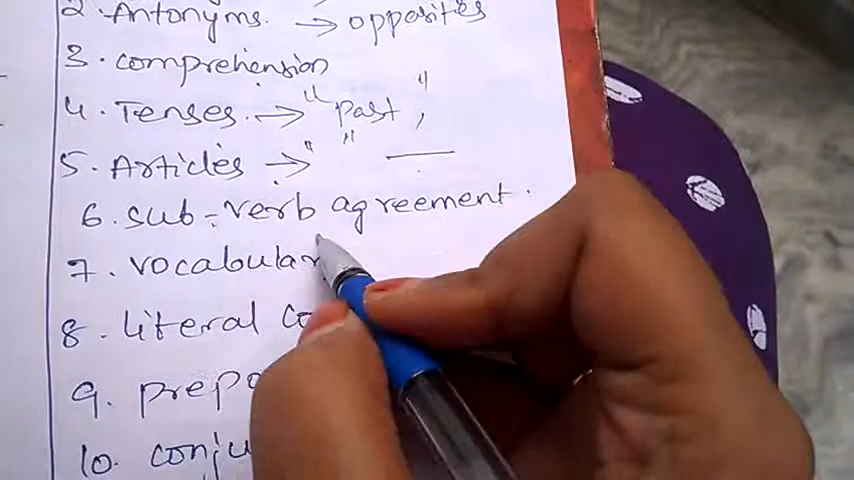 2. Antonyms. → opposites
3. comprehension
4. Tenses. → "past,"
5. Articles → " " —
6. sub-verb agreement.
7. vocabular
8. literal co
9. prepo
10. conju